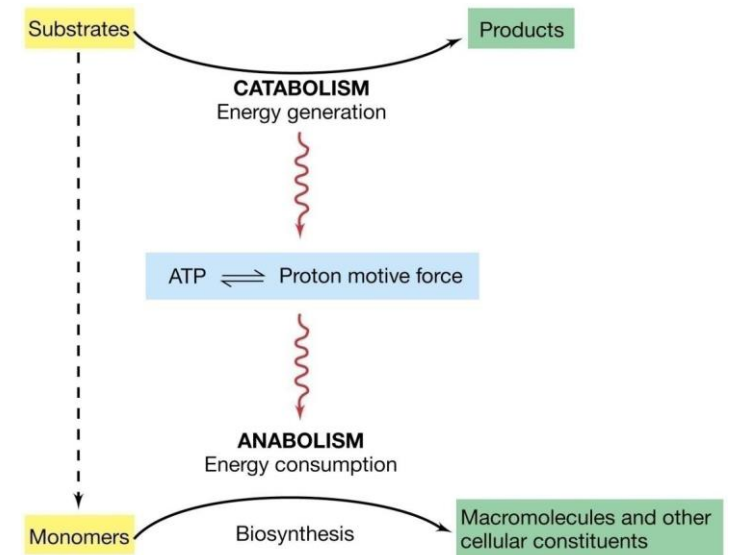 Substrates
Products
CATABOLISM
Energy generation
ATP ⇌ Proton motive force
ANABOLISM
Energy consumption
Monomers
Biosynthesis
Macromolecules and other
cellular constituents